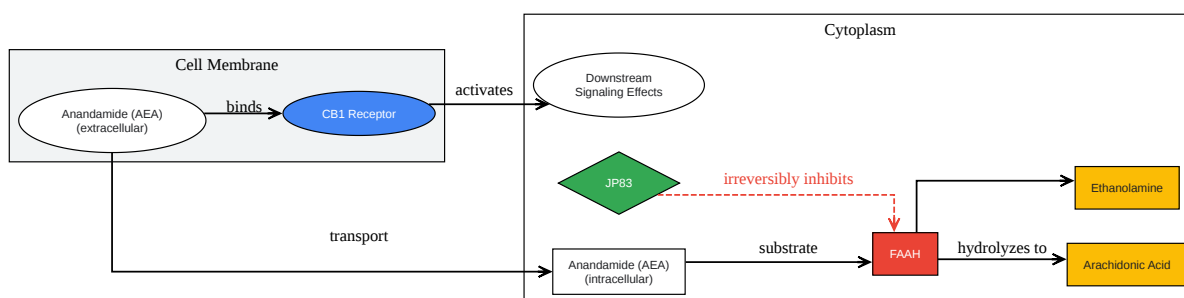 Cytoplasm
Cell Membrane
Anandamide (AEA)
(extracellular)
binds
CB1 Receptor
activates
Downstream
Signaling Effects
JP83
irreversibly inhibits
Ethanolamine
transport
Anandamide (AEA)
(intracellular)
substrate
FAAH
hydrolyzes to
Arachidonic Acid